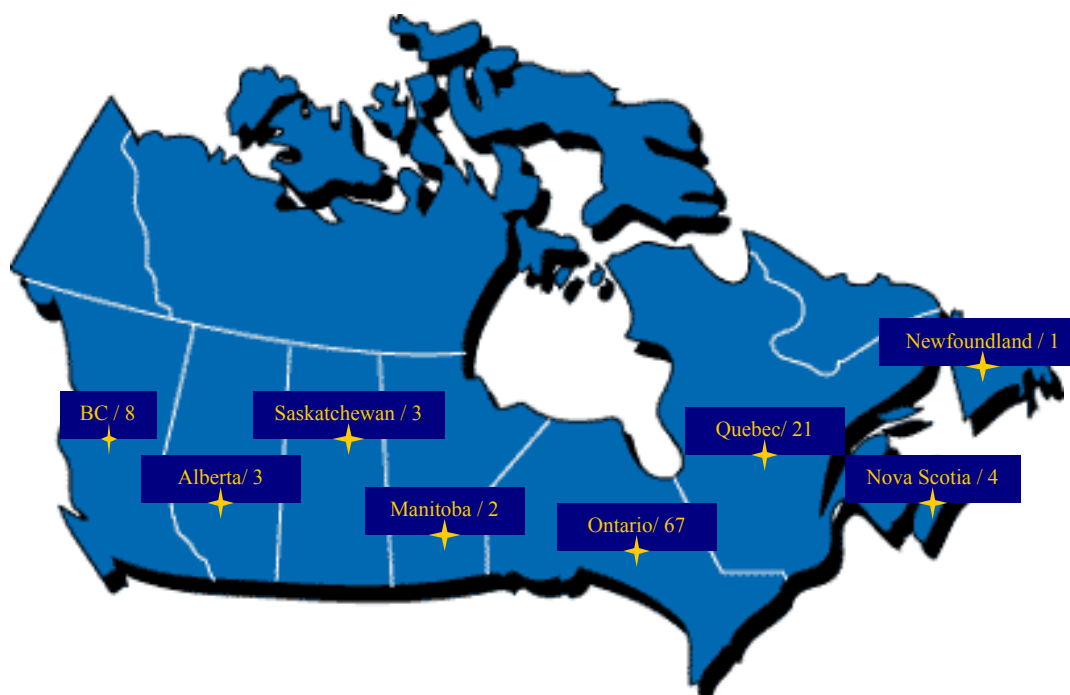 Newfoundland / 1
BC / 8
Saskatchewan / 3
Quebec/ 21
Alberta/ 3
Nova Scotia / 4
Manitoba / 2
Ontario/ 67